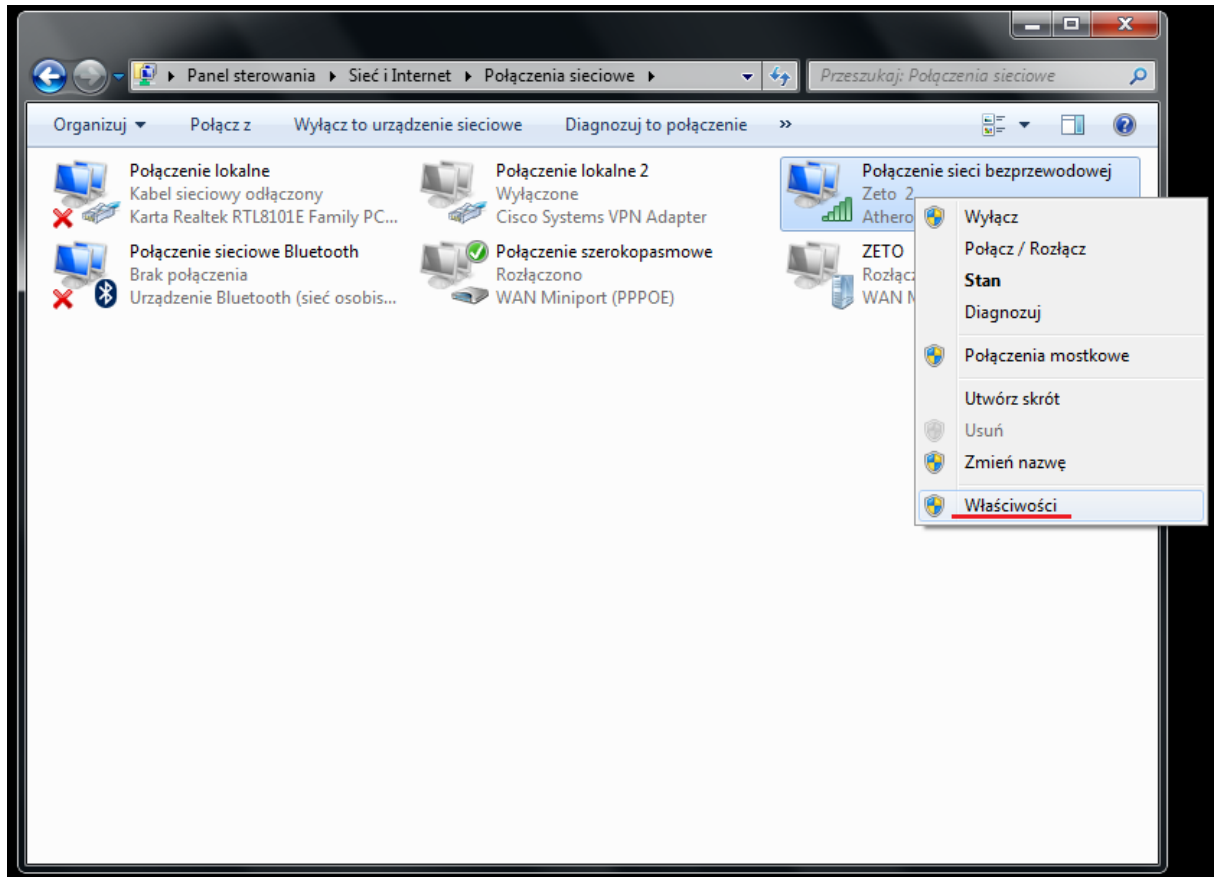 Panel sterowania ▸ Sieć i Internet ▸ Połączenia sieciowe ▸
Przeszukaj: Połączenia sieciowe
Organizuj Połącz z Wyłącz to urządzenie sieciowe Diagnozuj to połączenie »
Połączenie lokalne
Kabel sieciowy odłączony
Karta Realtek RTL8101E Family PC...
Połączenie lokalne 2
Wyłączone
Cisco Systems VPN Adapter
Połączenie sieci bezprzewodowej
Zeto 2
Athero
Połączenie sieciowe Bluetooth
Brak połączenia
Urządzenie Bluetooth (sieć osobis...
Połączenie szerokopasmowe
Rozłączono
WAN Miniport (PPPOE)
ZETO
Rozłącz
WAN M
Wyłącz
Połącz / Rozłącz
Stan
Diagnozuj
Połączenia mostkowe
Utwórz skrót
Usuń
Zmień nazwę
Właściwości